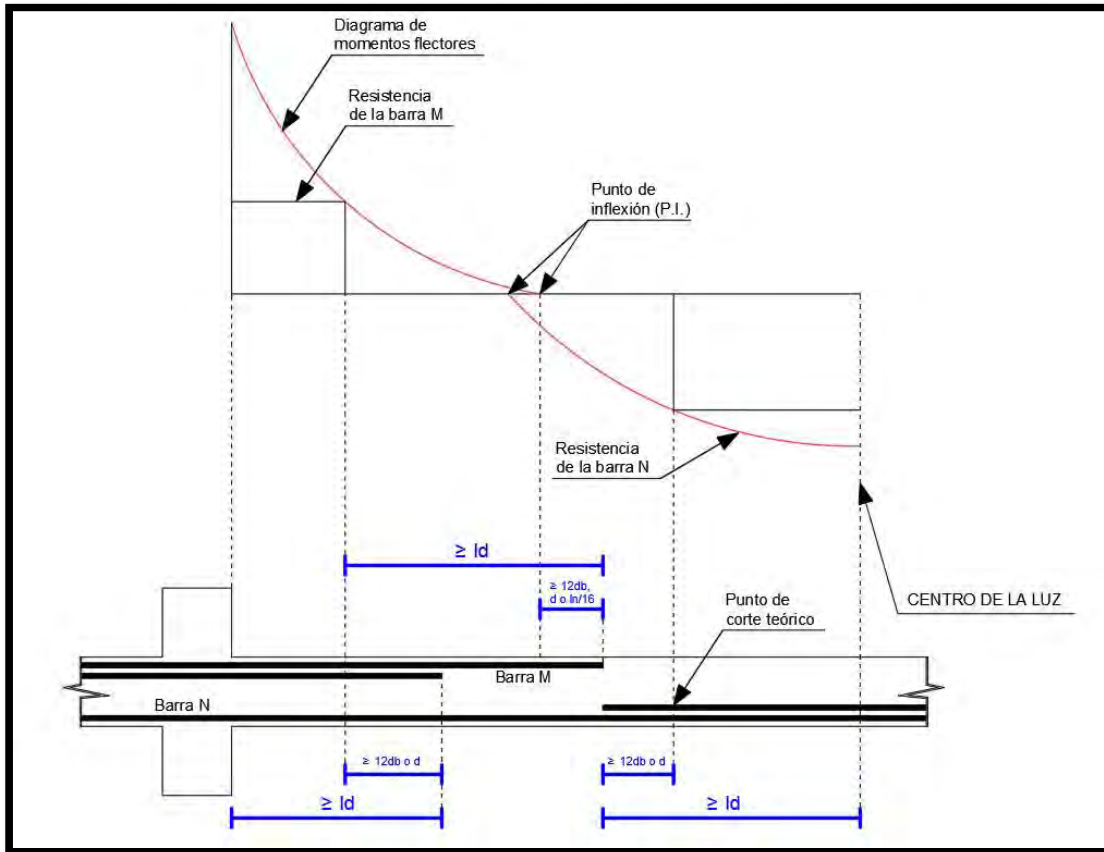 Diagrama de
momentos flectores
Resistencia
de la barra M
Punto de
inflexión (P.I.)
Resistencia
de la barra N
≥ ld
≥ 12db,
d o ln/16
Punto de
corte teórico
CENTRO DE LA LUZ
Barra M
Barra N
≥ 12db o d
≥ 12db o d
≥ ld
≥ ld